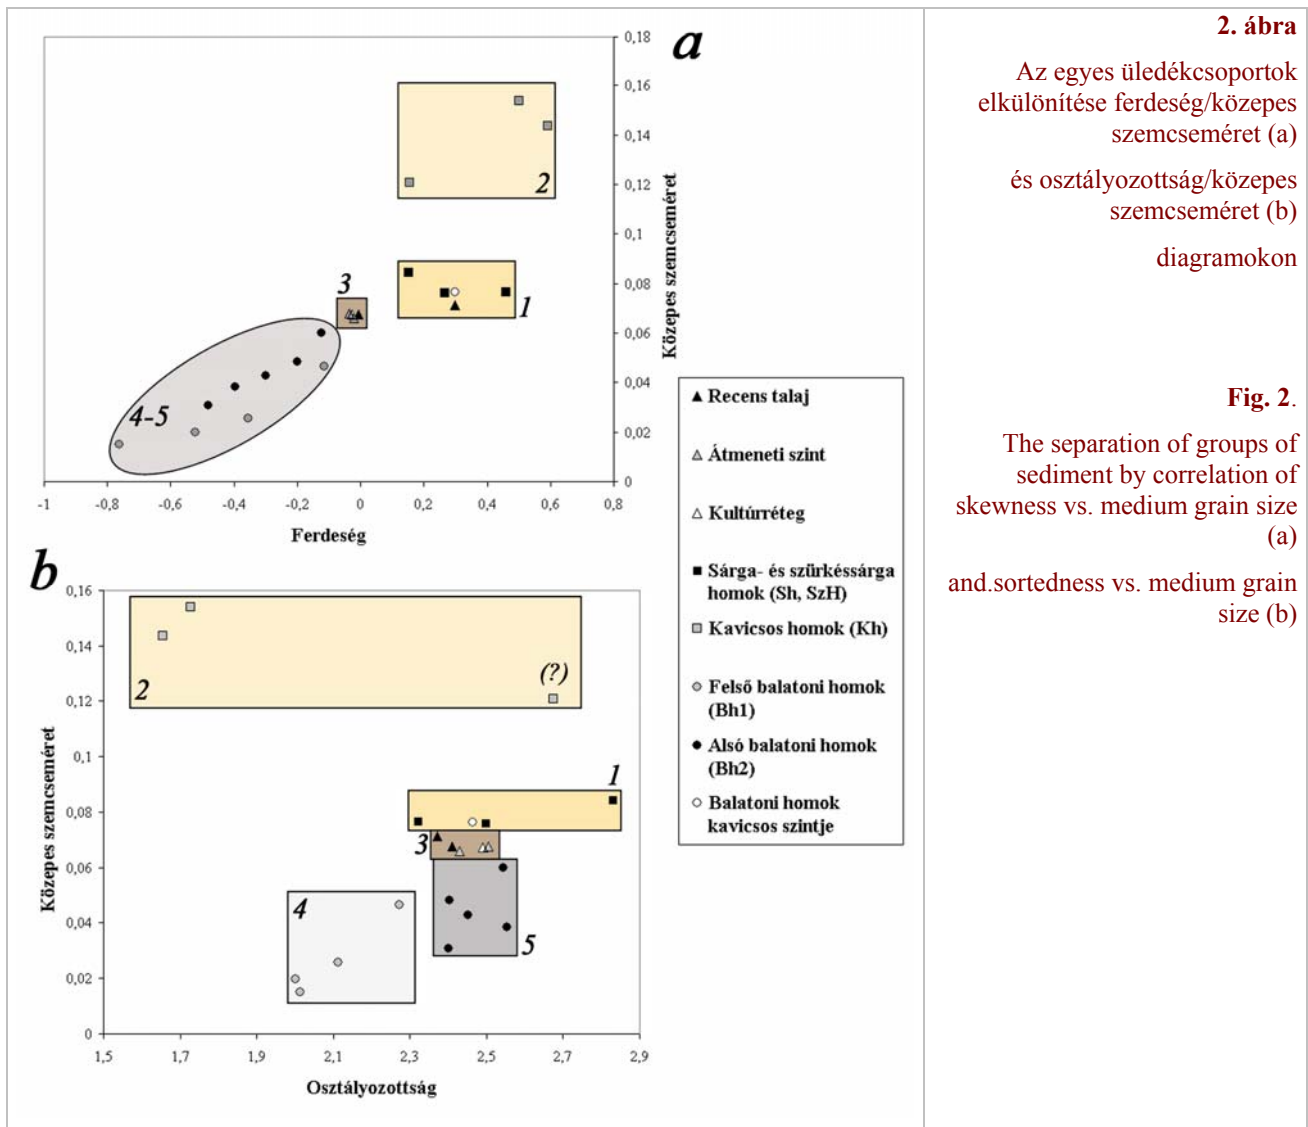 a
0,18
0,16
0,14
0,12
0,1
0,08
0,06
0,04
0,02
0
Közepes szemcseméret
2
1
3
4-5
-1
-0,8
-0,6
-0,4
-0,2
0
0,2
0,4
0,6
0,8
Ferdeség
b
0,16
0,14
0,12
0,1
0,08
0,06
0,04
0,02
0
Közepes szemcseméret
2
(?)
1
3
4
5
1,5
1,7
1,9
2,1
2,3
2,5
2,7
2,9
Osztályozottság
Recens talaj
Átmeneti szint
Kultúrréteg
Sárga- és szürkéssárga
homok (Sh, SzH)
Kavicsos homok (Kh)
Felső balatoni homok
(Bh1)
Alsó balatoni homok
(Bh2)
Balatoni homok
kavicsos szintje
2. ábra
Az egyes üledékcsoportok
elkülönítése ferdeség/közepes
szemcseméret (a)
és osztályozottság/közepes
szemcseméret (b)
diagramokon
Fig. 2.
The separation of groups of
sediment by correlation of
skewness vs. medium grain size
(a)
and.sortedness vs. medium grain
size (b)